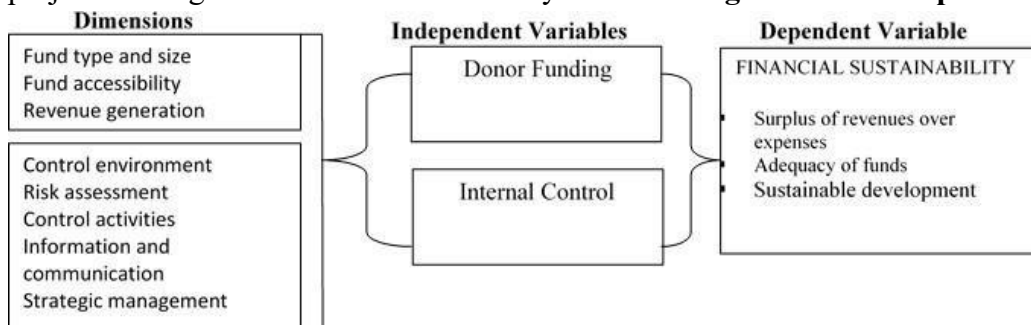 Dimensions
Fund type and size
Fund accessibility
Revenue generation
Control environment
Risk assessment
Control activities
Information and
communication
Strategic management
Independent Variables
Donor Funding
Internal Control
Dependent Variable
FINANCIAL SUSTAINABILITY
Surplus of revenues over
expenses
Adequacy of funds
Sustainable development